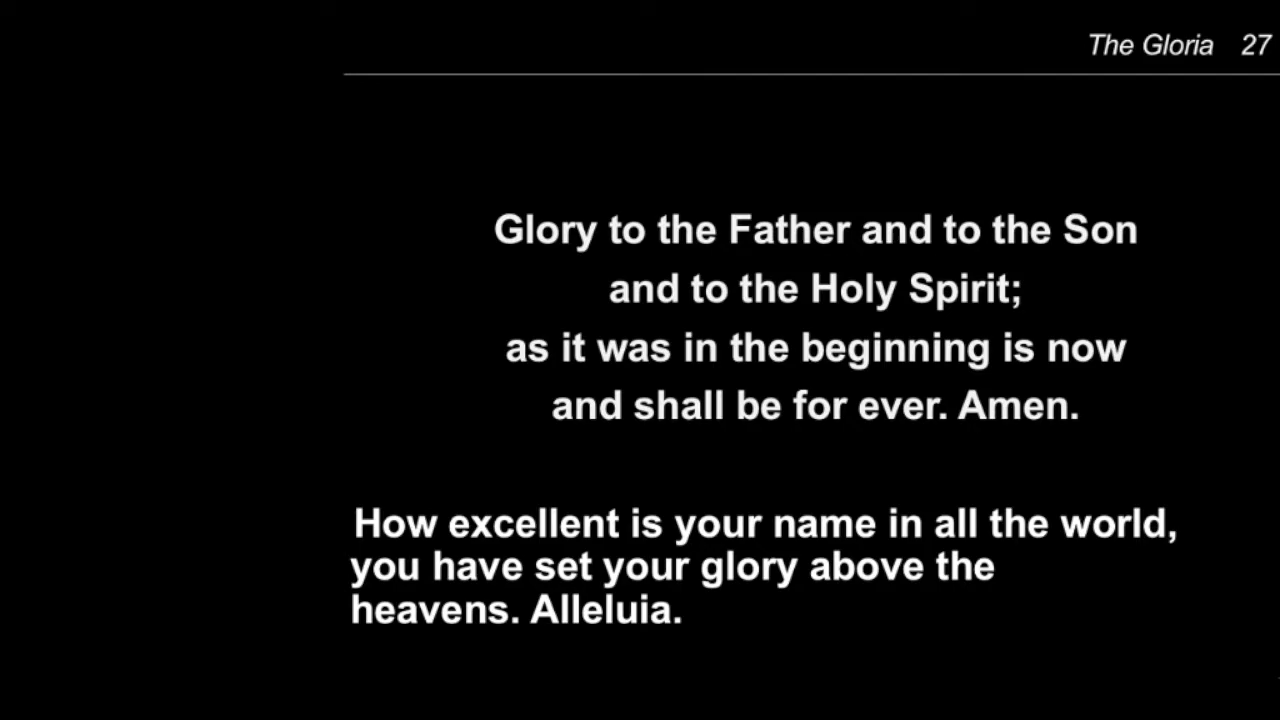 The Gloria 27
Glory to the Father and to the Son
and to the Holy Spirit;
as it was in the beginning is now
and shall be for ever. Amen.
How excellent is your name in all the world,
you have set your glory above the
heavens. Alleluia.